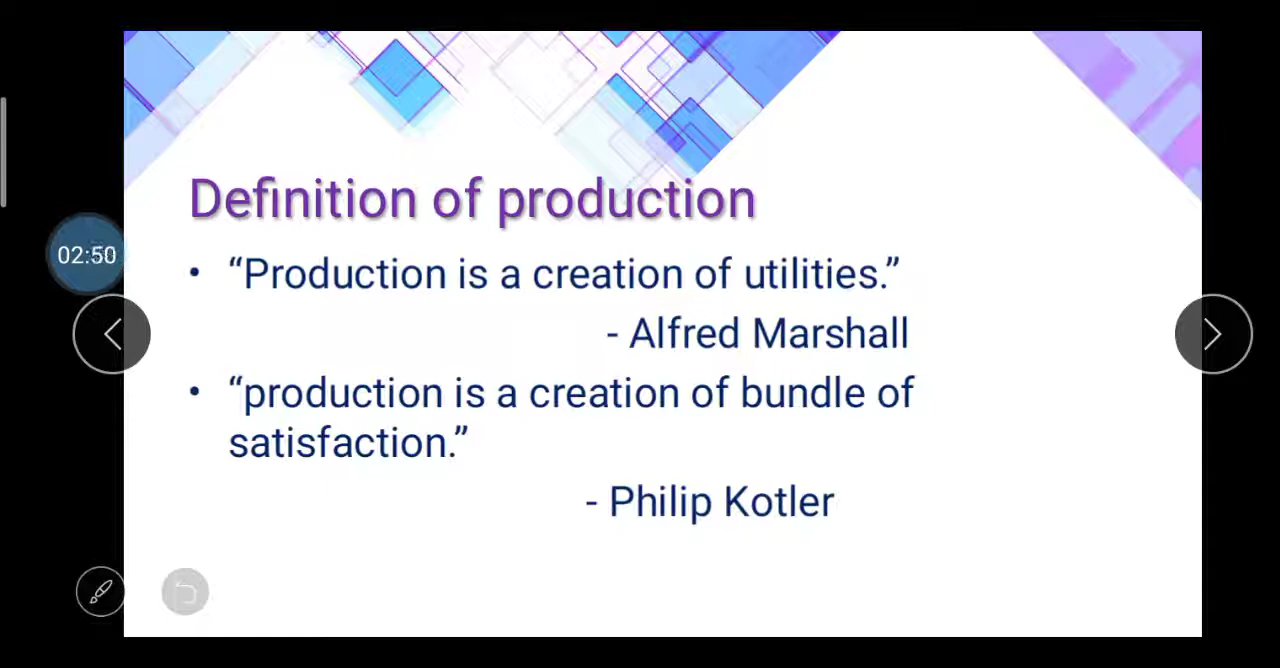 Definition of production
• “Production is a creation of utilities.”
- Alfred Marshall
02:50
• “production is a creation of bundle of
satisfaction.”
- Philip Kotler